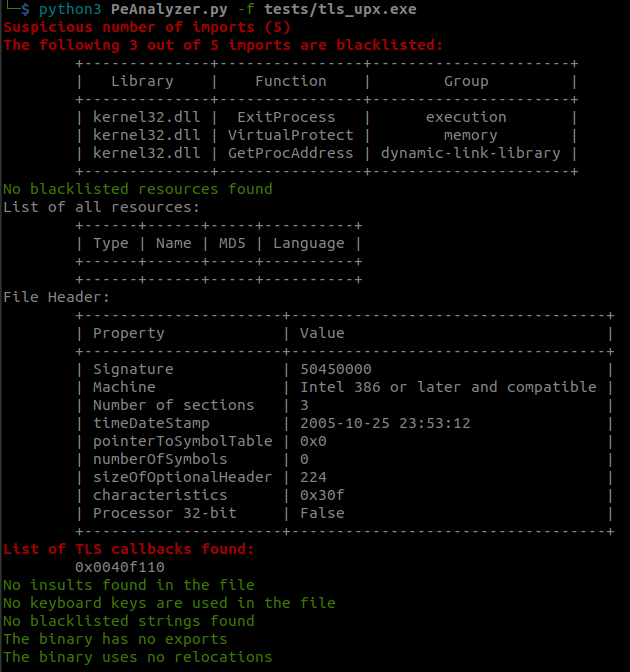 └─$ python3 PeAnalyzer.py -f tests/tls_upx.exe
Suspicious number of imports (5)
The following 3 out of 5 imports are blacklisted:
        +--------------+----------------+----------------------+
        |   Library    |    Function    |        Group         |
        +--------------+----------------+----------------------+
        | kernel32.dll |  ExitProcess   |      execution       |
        | kernel32.dll | VirtualProtect |        memory        |
        | kernel32.dll | GetProcAddress | dynamic-link-library |
        +--------------+----------------+----------------------+
No blacklisted resources found
List of all resources:
        +------+------+-----+----------+
        | Type | Name | MD5 | Language |
        +------+------+-----+----------+
        +------+------+-----+----------+
File Header:
        +----------------------+-----------------------------------+
        | Property             | Value                             |
        +----------------------+-----------------------------------+
        | Signature            | 50450000                          |
        | Machine              | Intel 386 or later and compatible |
        | Number of sections   | 3                                 |
        | timeDateStamp        | 2005-10-25 23:53:12               |
        | pointerToSymbolTable | 0x0                               |
        | numberOfSymbols      | 0                                 |
        | sizeOfOptionalHeader | 224                               |
        | characteristics      | 0x30f                             |
        | Processor 32-bit     | False                             |
        +----------------------+-----------------------------------+
List of TLS callbacks found:
        0x0040f110
No insults found in the file
No keyboard keys are used in the file
No blacklisted strings found
The binary has no exports
The binary uses no relocations